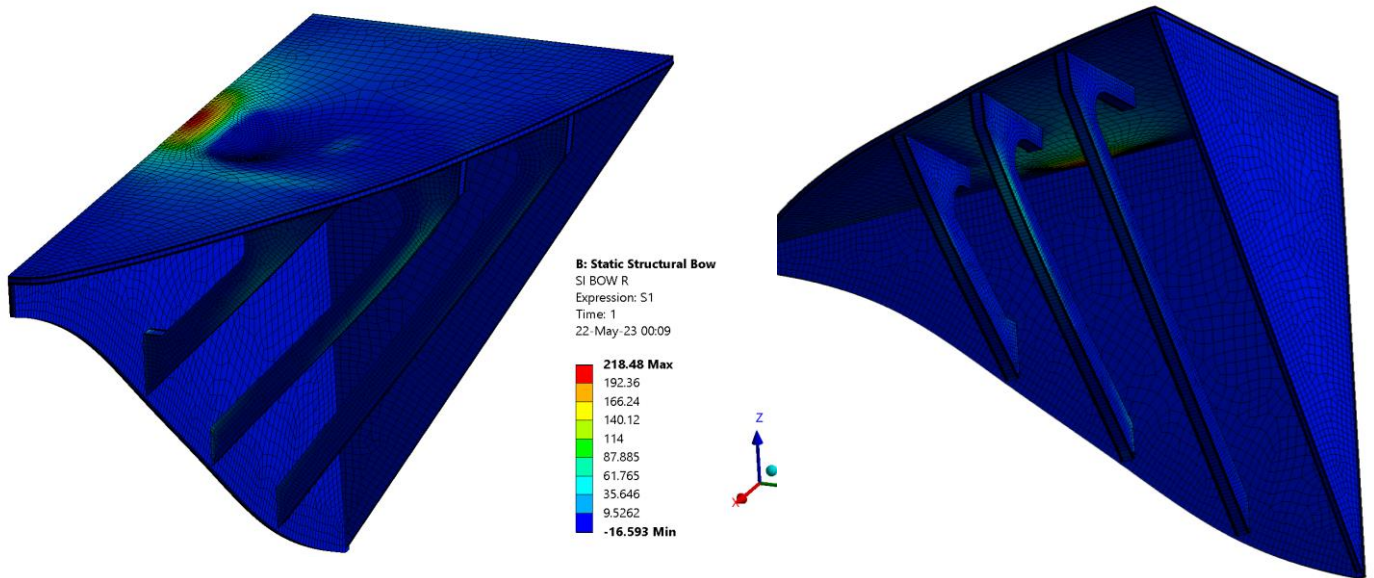 B: Static Structural Bow
SI BOW R
Expression: S1
Time: 1
22-May-23 00:09
218.48 Max
192.36
166.24
140.12
114
87.885
61.765
35.646
9.5262
-16.593 Min
Z
X